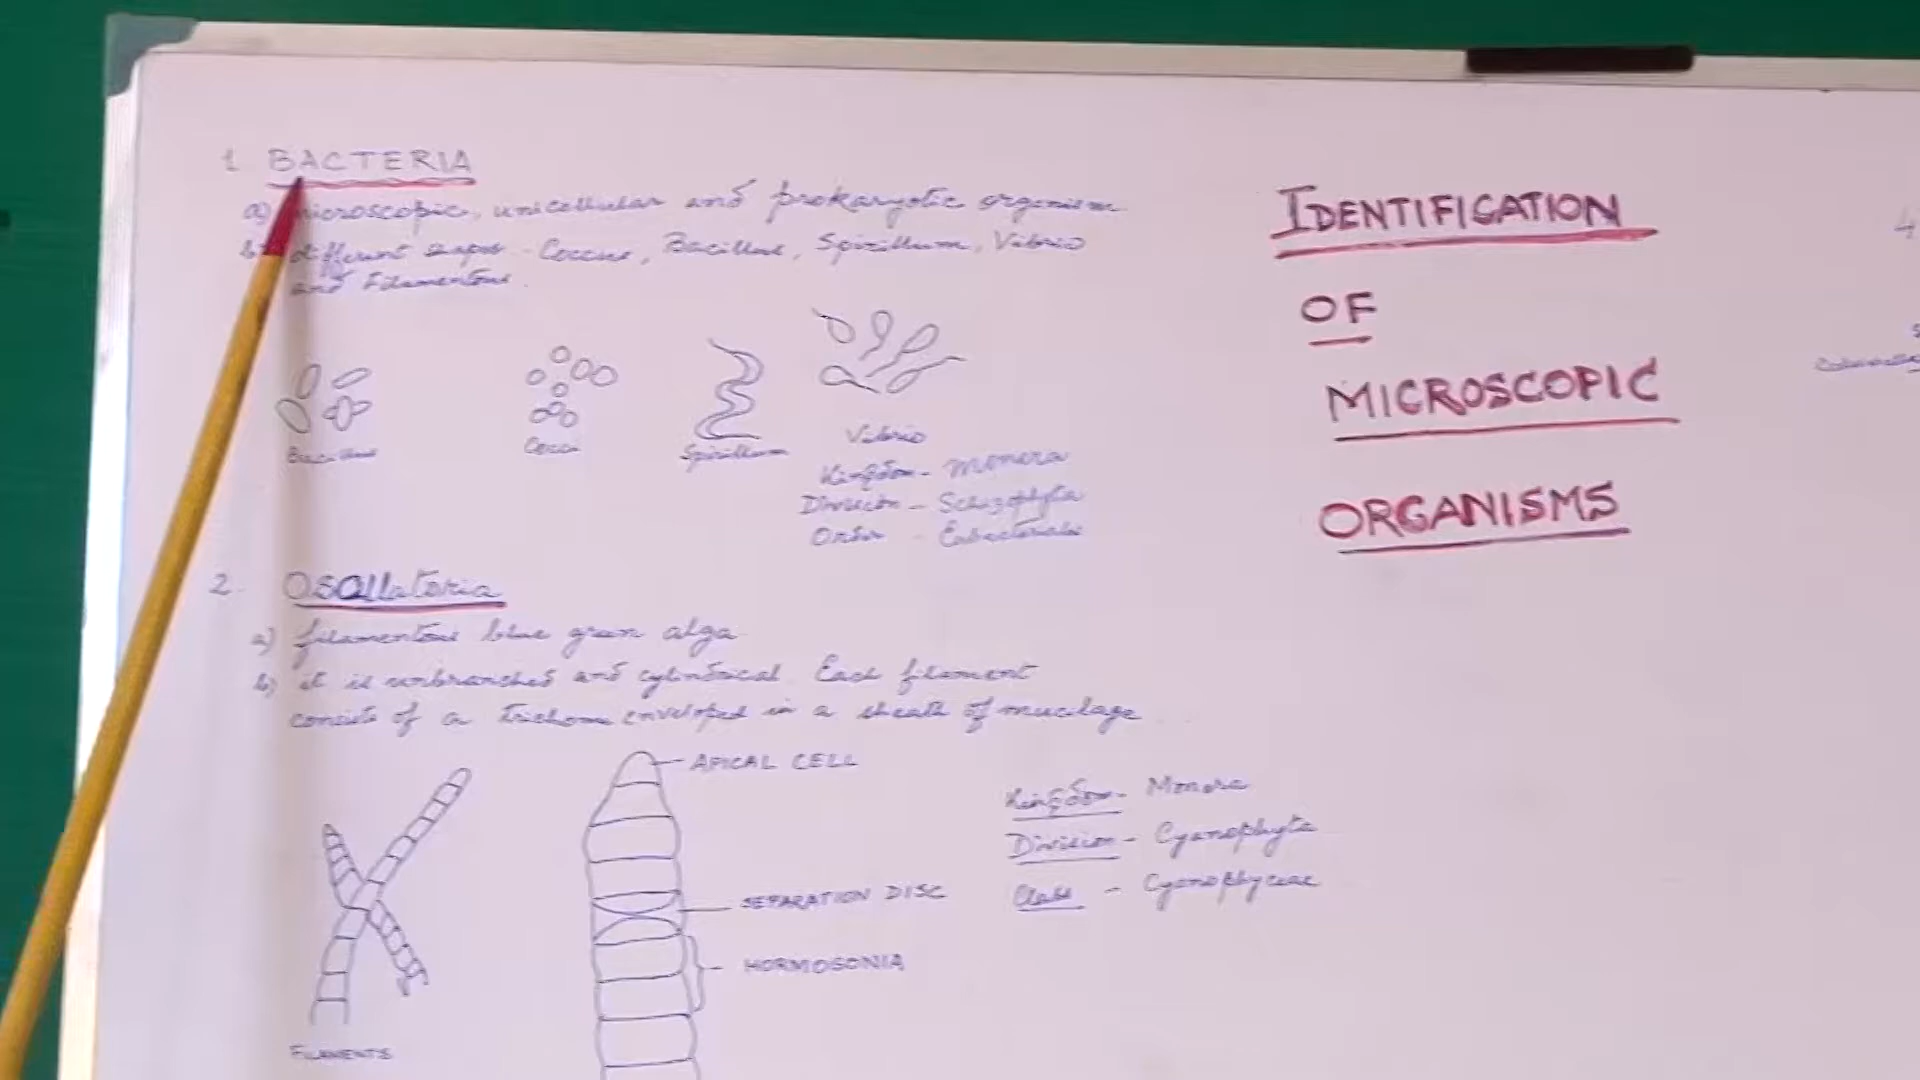 1 BACTERIA
a) microscopic, unicellular and prokaryotic organism
b) different shapes - Coccus, Bacillus, Spirillum, Vibrio
and Filamentous.
Bacillus
Cocci
Spirillum
Vibrio
Kingdom - Monera
Division - Schizophyta
Order - Eubacteriales
2. Oscillatoria
a) filamentous blue green alga
b) it is unbranched and cylindrical. Each filament
consists of a trichome enveloped in a sheath of mucilage
APICAL CELL
SEPARATION DISC
HORMOGONIA
FILAMENTS
Kingdom - Monera
Division - Cyanophyta
Class - Cyanophyceae
IDENTIFICATION
OF
MICROSCOPIC
ORGANISMS
4